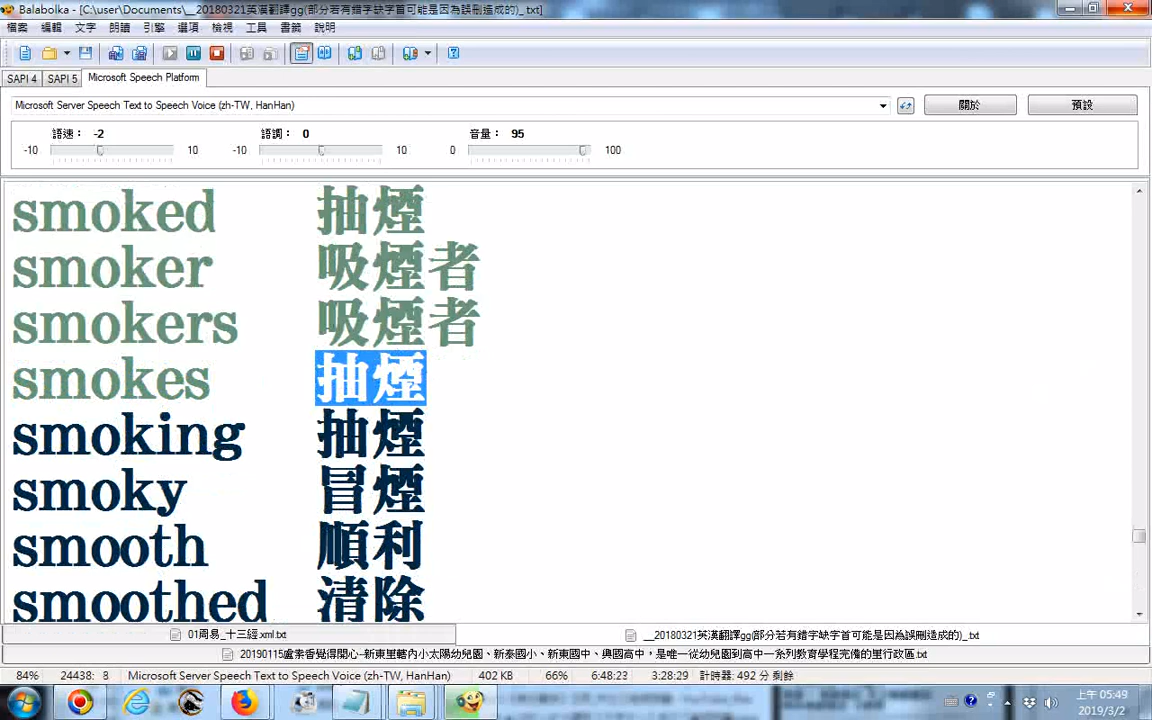 Balabolka - [C:\user\Documents\__20180321英漢翻譯gg(部分若有錯字缺字首可能是因為誤刪造成的)_.txt]
檔案 編輯 文字 朗讀 引擎 選項 檢視 工具 書籤 說明
SAPI 4 SAPI 5 Microsoft Speech Platform
Microsoft Server Speech Text to Speech Voice (zh-TW, HanHan) 關於 預設
語速： -2 語調： 0 音量： 95
-10 10 -10 10 0 100
smoked 抽煙
smoker 吸煙者
smokers 吸煙者
smokes 抽煙
smoking 抽煙
smoky 冒煙
smooth 順利
smoothed 清除
01周易_十三經.xml.txt __20180321英漢翻譯gg(部分若有錯字缺字首可能是因為誤刪造成的)_.txt
20190115盧素香覺得開心-新東里轄內小太陽幼兒園、新泰國小、新東國中、興國高中，是唯一從幼兒園到高中一系列教育學程完備的里行政區.txt
84% 24438: 8 Microsoft Server Speech Text to Speech Voice (zh-TW, HanHan) 402 KB 66% 6:48:23 3:28:29 計時器: 492 分 剩餘
上午 05:49
2019/3/2